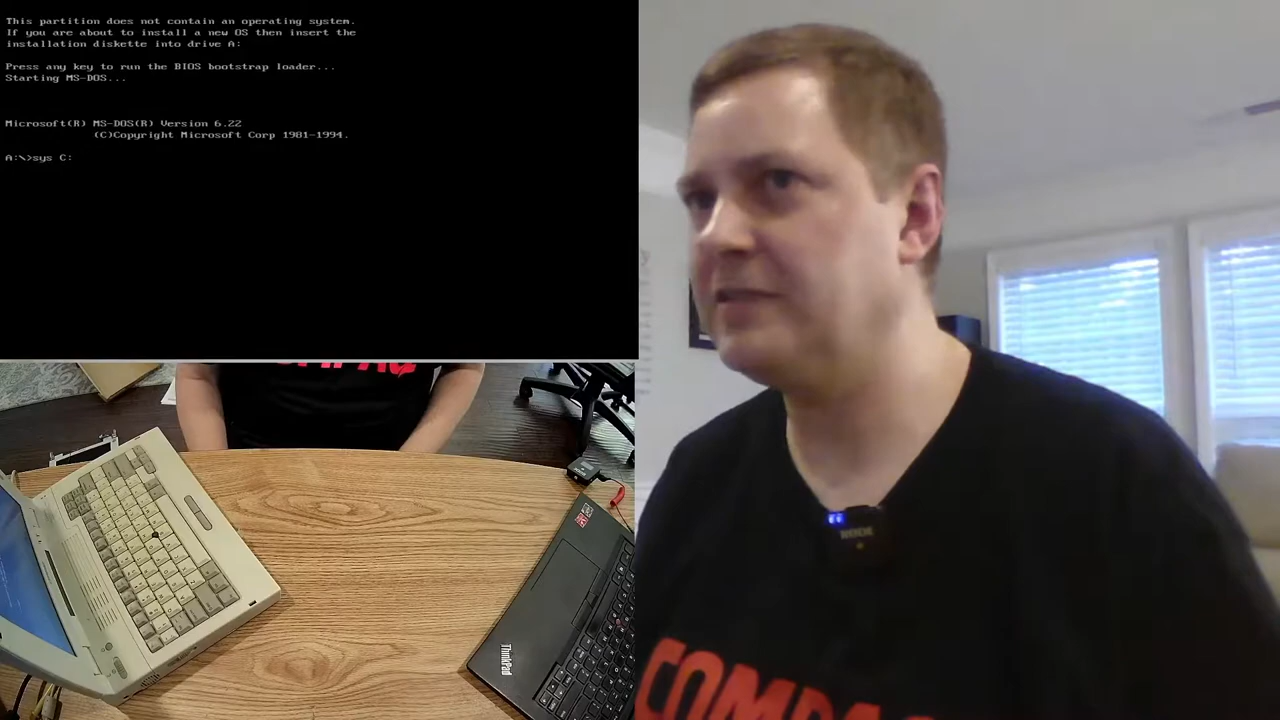 This partition does not contain an operating system.
If you are about to install a new OS then insert the
installation diskette into drive A:
Press any key to run the BIOS bootstrap loader...
Starting MS-DOS...
Microsoft(R) MS-DOS(R) Version 6.22
(C)Copyright Microsoft Corp 1981-1994.
A:\>sys C:
ThinkPad
RODE